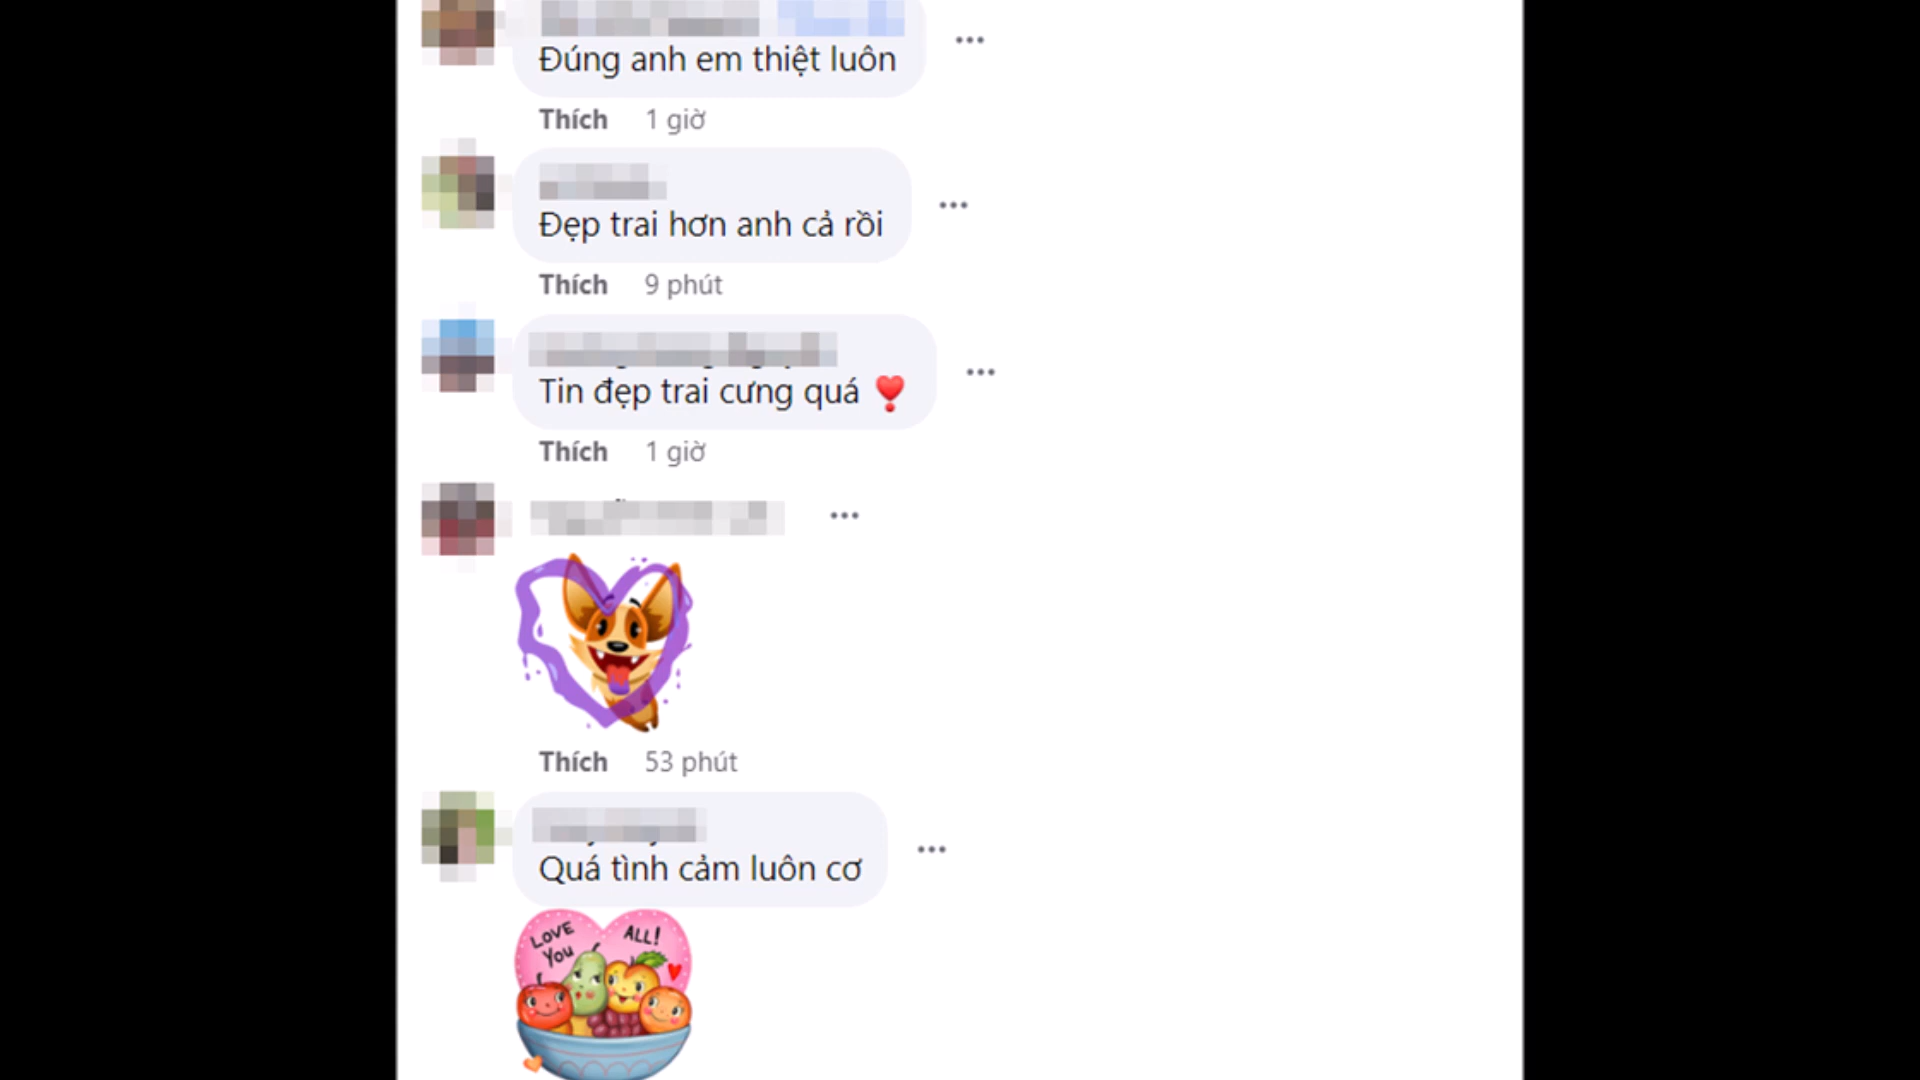 Đúng anh em thiệt luôn
Thích 1 giờ
Đẹp trai hơn anh cả rồi
Thích 9 phút
Tin đẹp trai cưng quá
Thích 1 giờ
Thích 53 phút
Quá tình cảm luôn cơ
LOVE ALL!
You